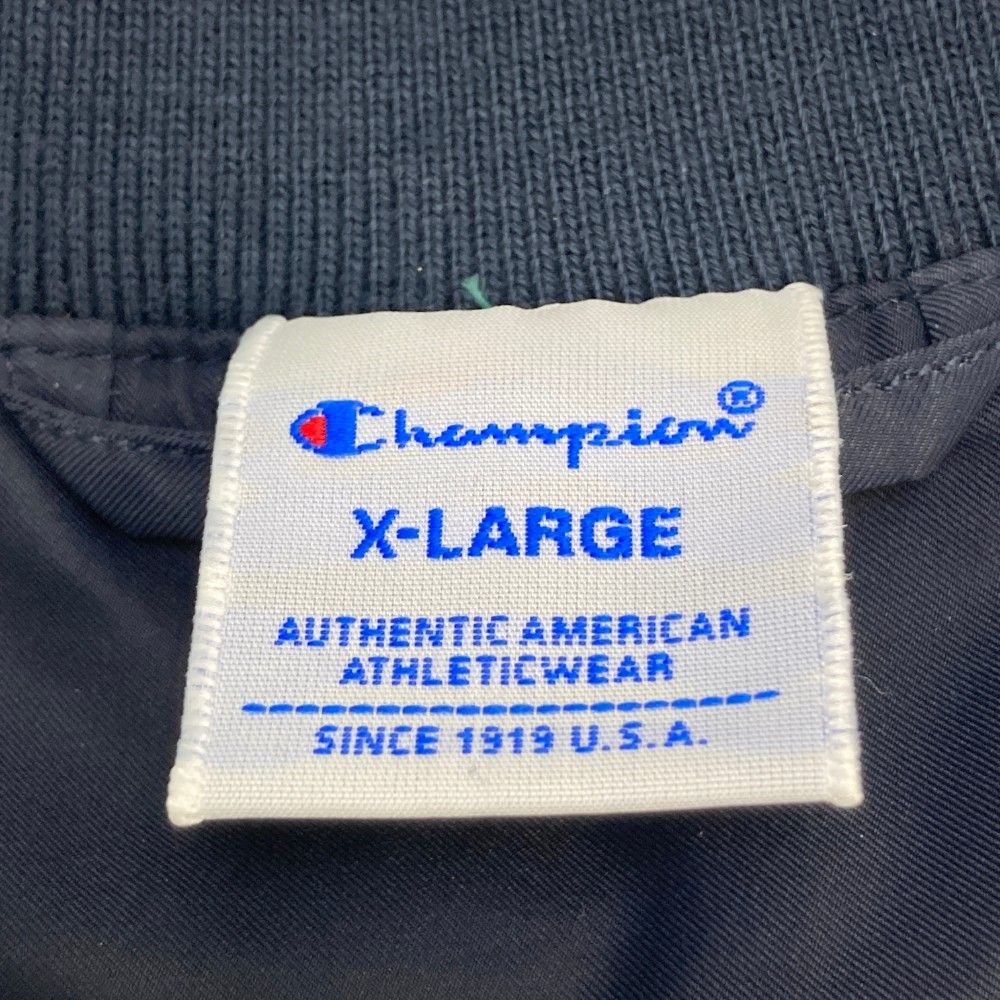 Champion®
X-LARGE
AUTHENTIC AMERICAN
ATHLETICWEAR
SINCE 1919 U.S.A.